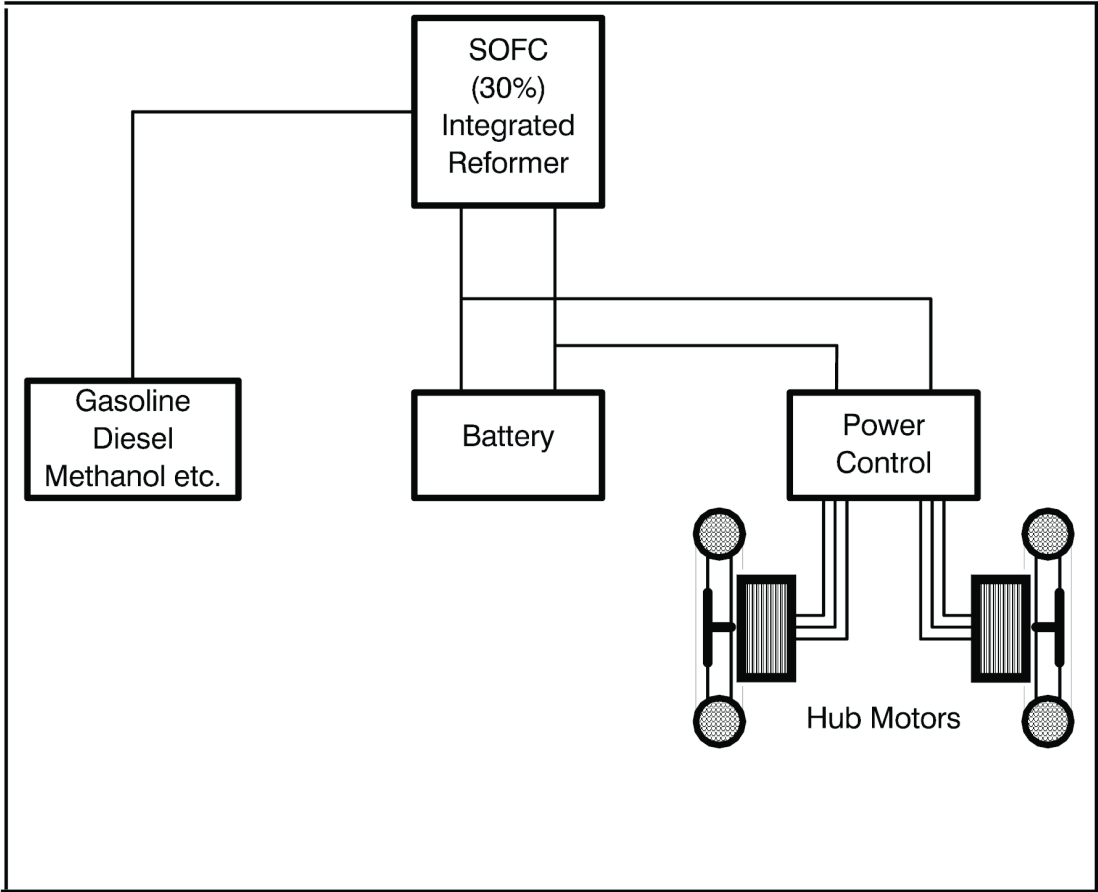 SOFC
(30%)
Integrated
Reformer
Gasoline
Diesel
Methanol etc.
Battery
Power
Control
Hub Motors